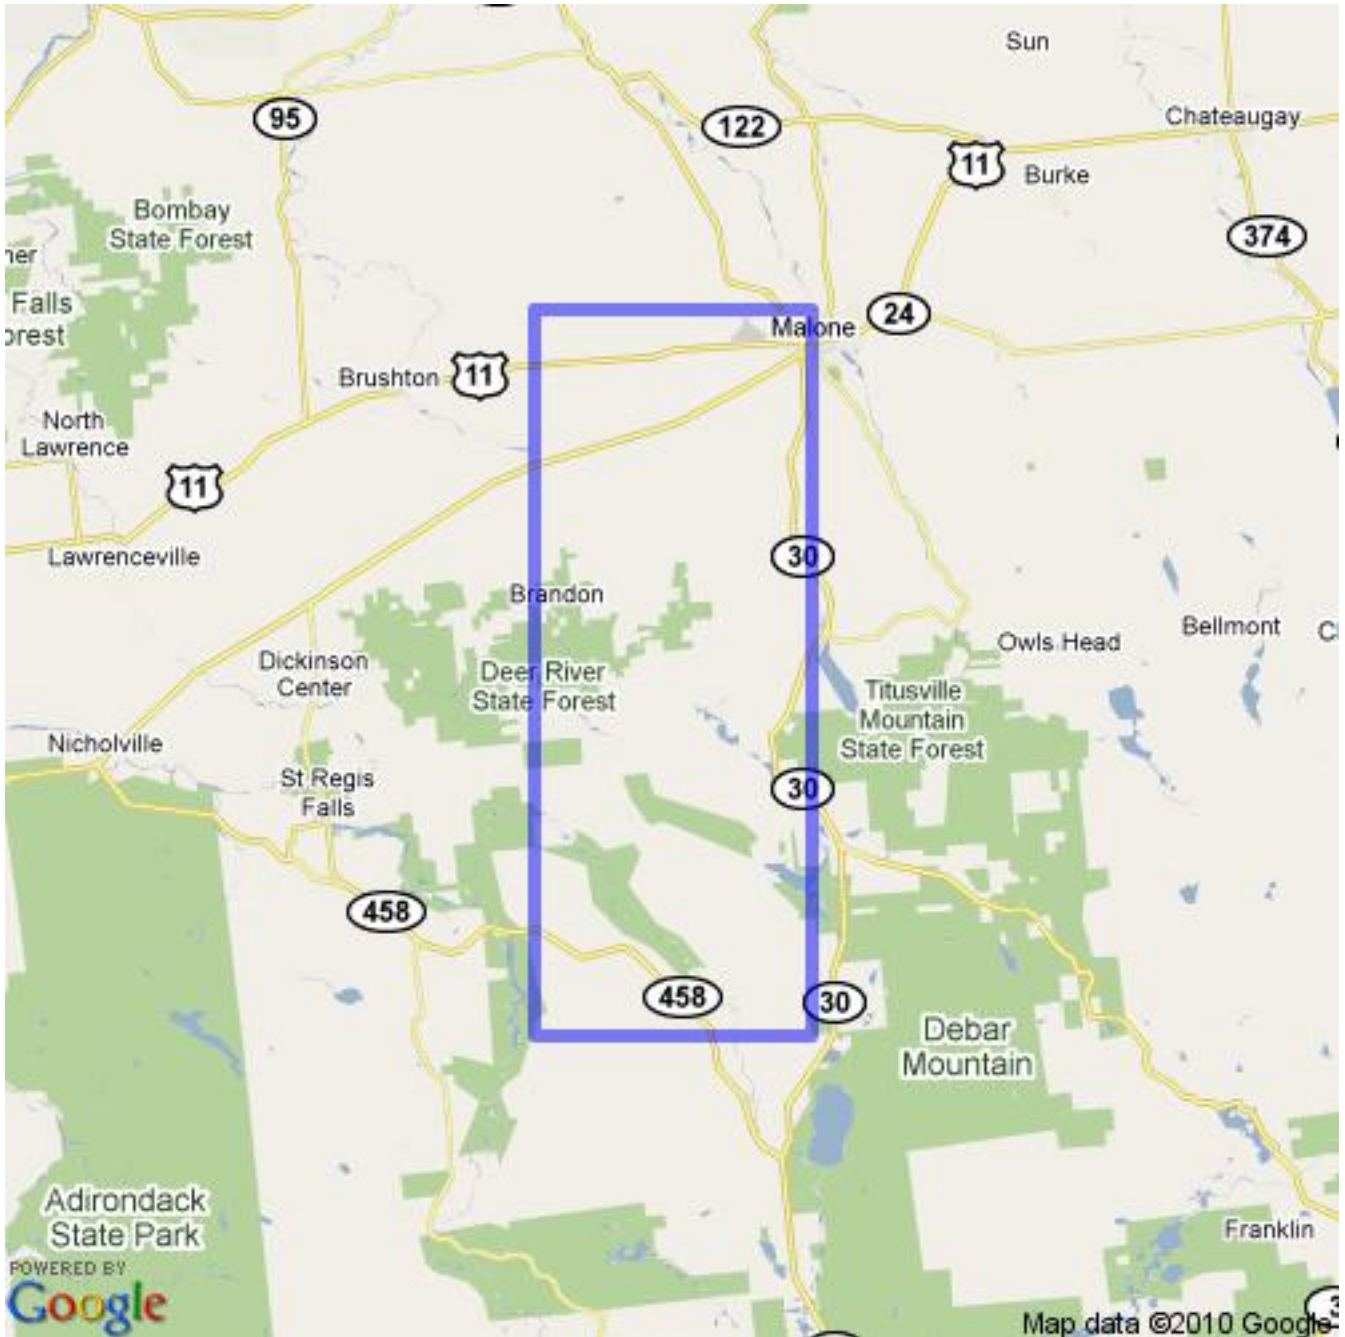 Sun
95
122
Chateaugay
11
Burke
Bombay
State Forest
374
Falls
24
Malone
Brushton
11
North
Lawrence
11
Lawrenceville
30
Brandon
Bellmont
Owls Head
Dickinson
Center
Deer River
State Forest
Titusville
Mountain
State Forest
Nicholville
St Regis
Falls
30
458
458
30
Debar
Mountain
Adirondack
State Park
Franklin
POWERED BY
Google
Map data ©2010 Google